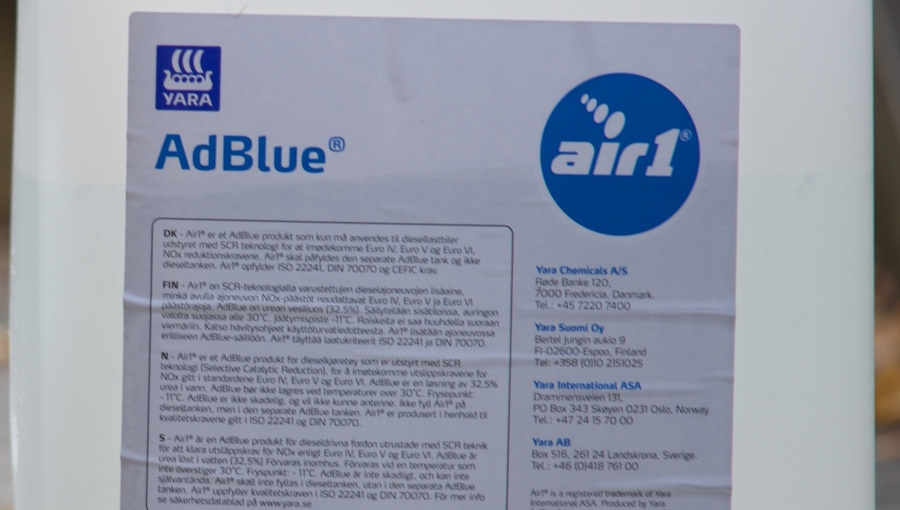 YARA
AdBlue®
air1®
DK - Air1® er et AdBlue produkt som kun må anvendes til diesellastbiler
udstyret med SCR teknologi for at imødekomme Euro IV, Euro V og Euro VI,
NOx reduktionskravene. Air1® skal påfyldes den separate AdBlue tank og ikke
dieseltanken. Air1® opfylder ISO 22241, DIN 70070 og CEFIC krav.
FIN - Air1® on SCR-teknologialla varustettujen dieselajoneuvojen lisäaine,
minkä avulla ajoneuvon NOx-päästöt noudattavat Euro IV, Euro V ja Euro VI
päästörajoja. AdBlue on urean vesiliuos (32,5%). Säilytetään sisätiloissa, auringon
valolta suojassa alle 30°C. Jäätymispiste -11°C. Roiskeita ei saa huuhdella suoraan
viemäriin. Katso hävitysohjeet käyttöturvatiedotteesta. Air1® lisätään ajoneuvossa
erilliseen AdBlue-säiliöön. Air1® täyttää laatukriteerit ISO 22241 ja DIN 70070.
N - Air1® er et AdBlue produkt for dieselkjøretøy som er utstyrt med SCR
teknologi (Selective Catalytic Reduction), for å imøtekomme utslippskravene for
NOx gitt i standardene Euro IV, Euro V og Euro VI. AdBlue er en løsning av 32,5%
urea i vann. AdBlue bør ikke lagres ved temperaturer over 30°C. Frysepunkt:
- 11°C. AdBlue er ikke skadelig, og vil ikke kunne antenne. Ikke fyll Air1® på
dieseltanken, men i den separate AdBlue tanken. Air1® er produsert i henhold til
kvalitetskravene gitt i ISO 22241 og DIN 70070.
S - Air1® är en AdBlue produkt för dieseldrivna fordon utrustade med SCR teknik
för att klara utsläppskrav för NOx enligt Euro IV, Euro V og Euro VI. AdBlue är
urea löst i vatten (32,5%) Förvaras inomhus. Förvaras vid en temperatur som
inte överstiger 30°C. Fryspunkt: - 11°C. AdBlue är inte skadligt, och kan inte
självantända. Air1® skall inte fyllas i dieseltanken, utan i den separata AdBlue
tanken. Air1® uppfyller kvalitetskraven i ISO 22241 og DIN 70070. För mer info
se säkerhetsdatablad på www.yara.se
Yara Chemicals A/S
Røde Banke 120,
7000 Fredericia, Danmark.
Tel.: +45 7220 7400
Yara Suomi Oy
Bertel Jungin aukio 9
FI-02600-Espoo, Finland
Tel: +358 (0)10 2151025
Yara International ASA
Drammensveien 131,
PO Box 343 Skøyen 0231 Oslo, Norway
Tel.: +47 24 15 70 00
Yara AB
Box 516, 261 24 Landskrona, Sverige.
Tel.: +46 (0)418 761 00
Air1® is a registered trademark of Yara
International ASA. Produced by Yara.